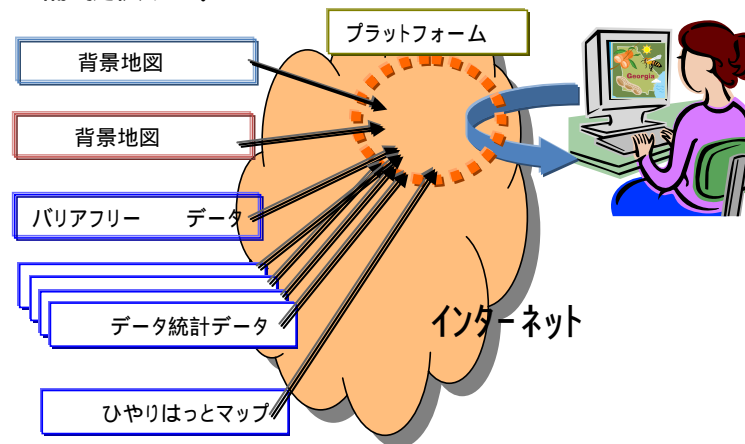 プラットフォーム
背景地図
背景地図
バリアフリー データ
データ統計データ
ひやりはっとマップ
インターネット
Georgia